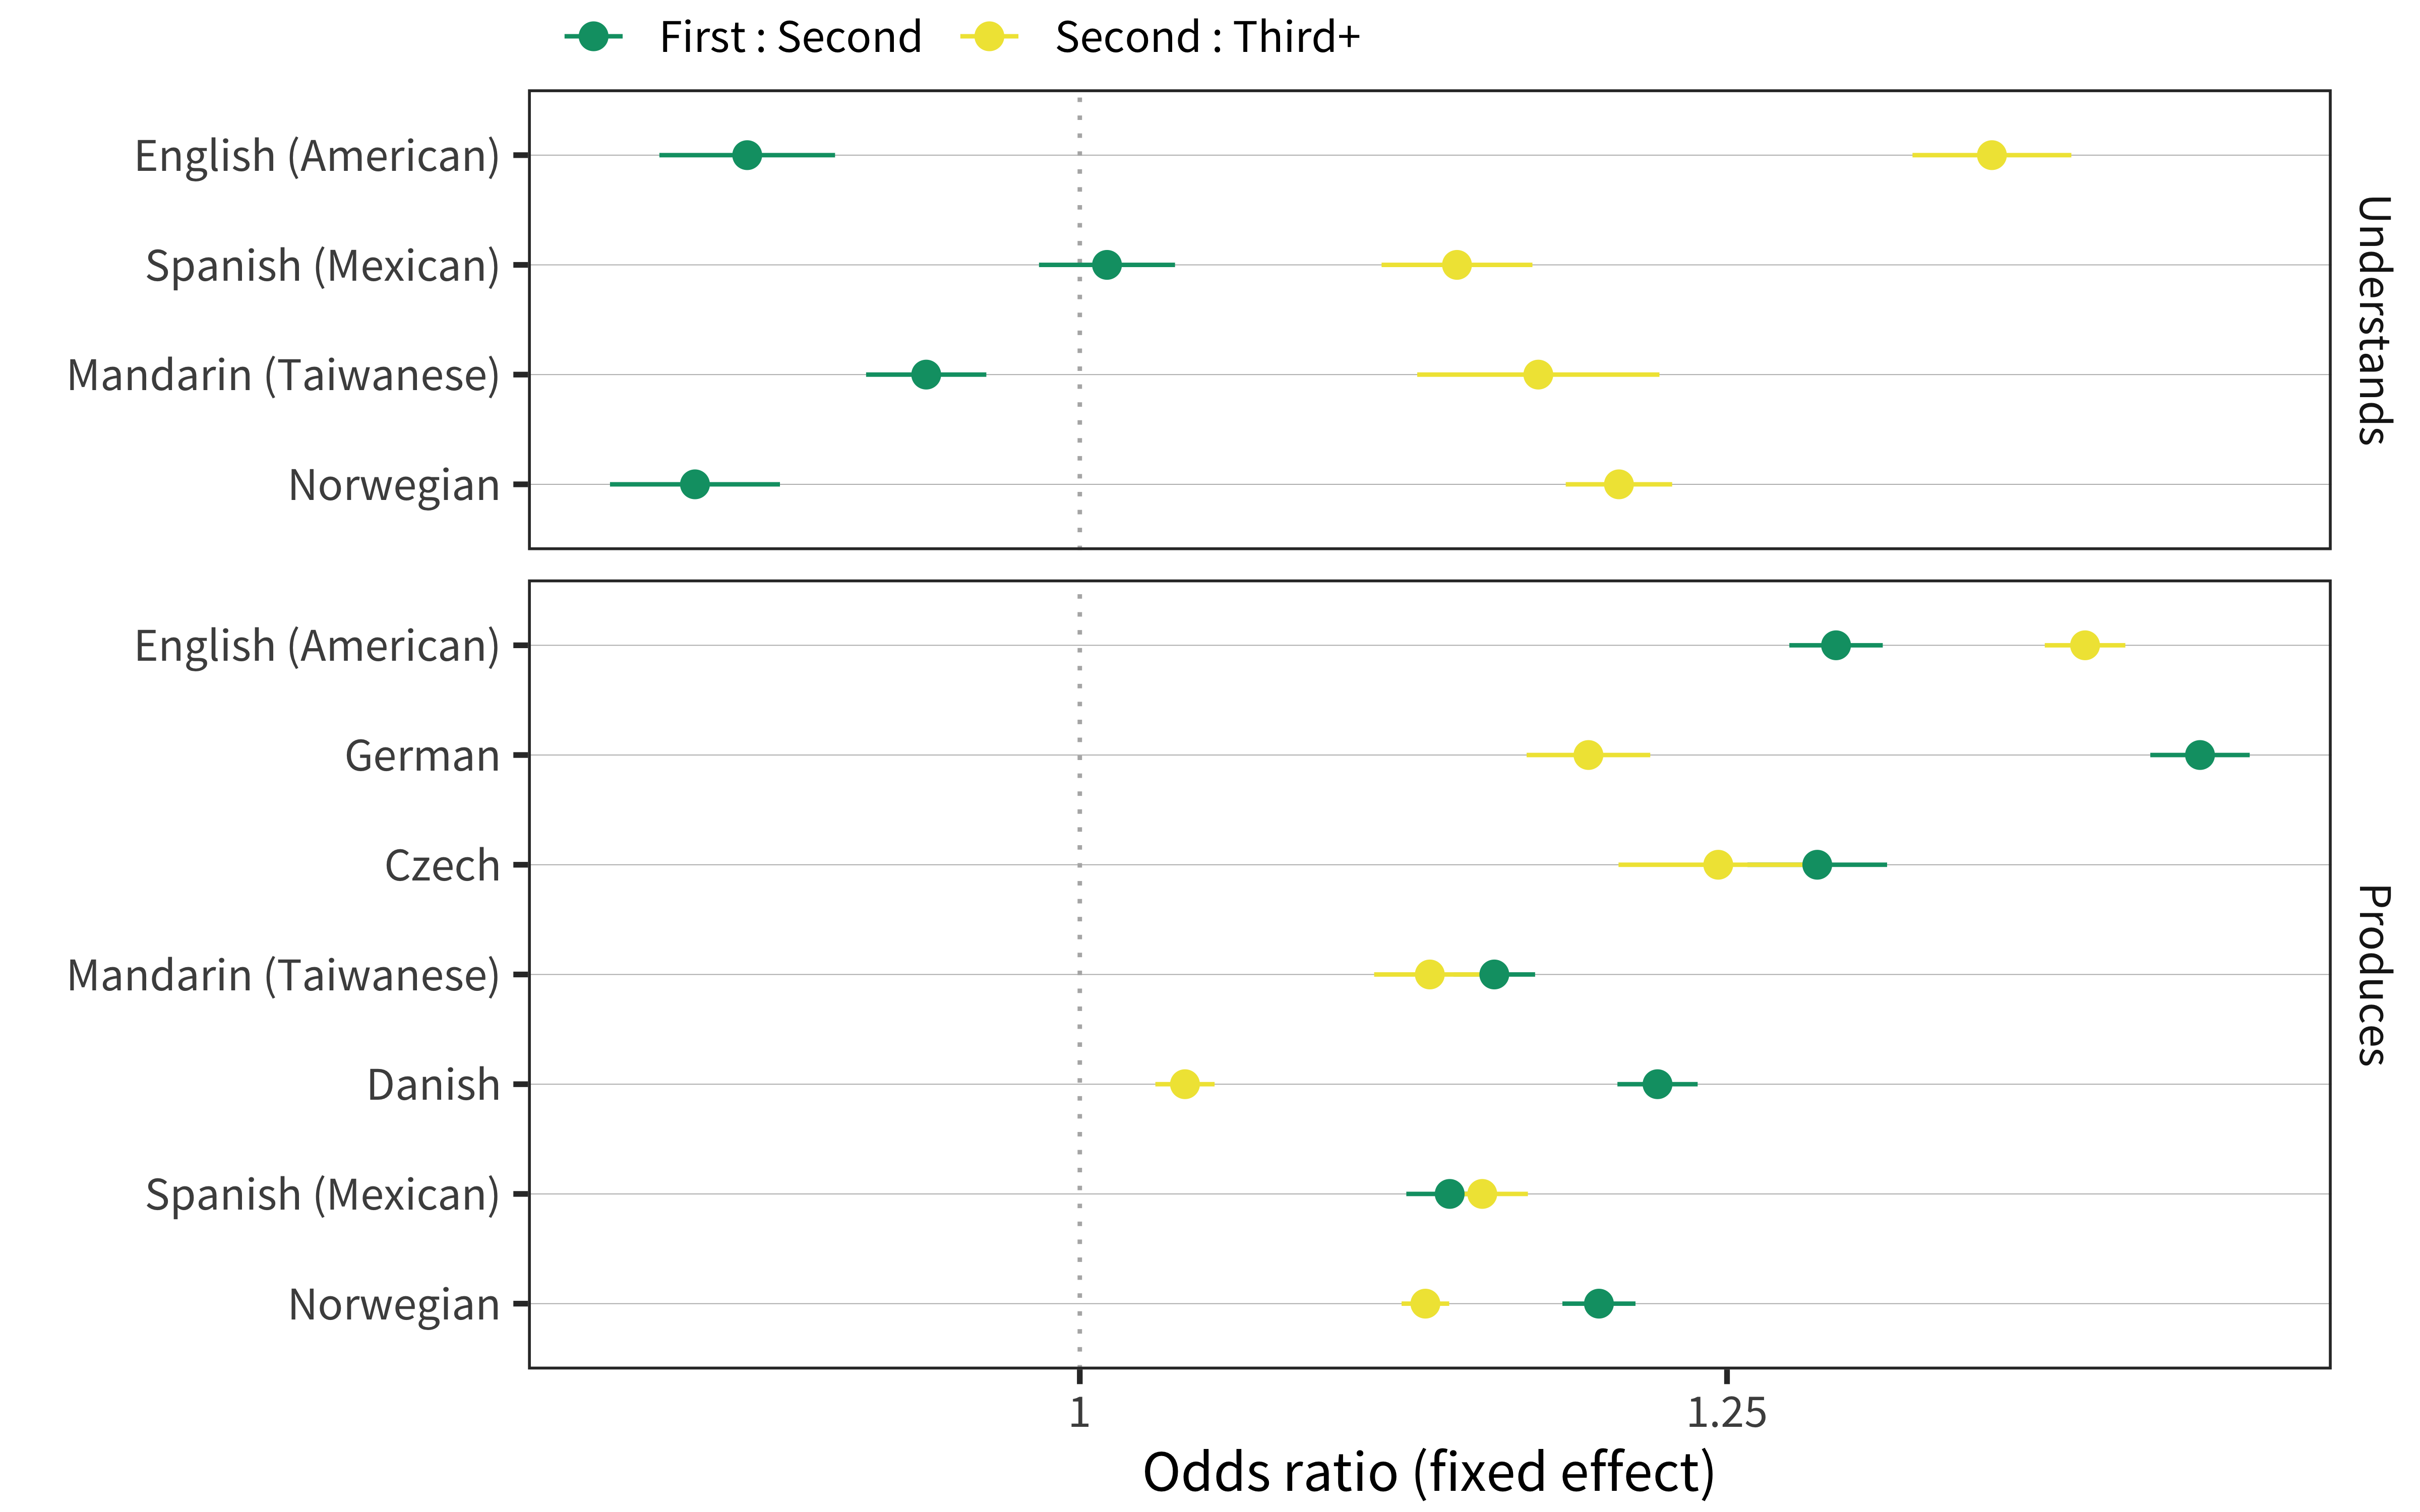 First : Second Second : Third+
English (American)
Spanish (Mexican)
Mandarin (Taiwanese)
Norwegian
Understands
English (American)
German
Czech
Mandarin (Taiwanese)
Danish
Spanish (Mexican)
Norwegian
Produces
1 1.25
Odds ratio (fixed effect)